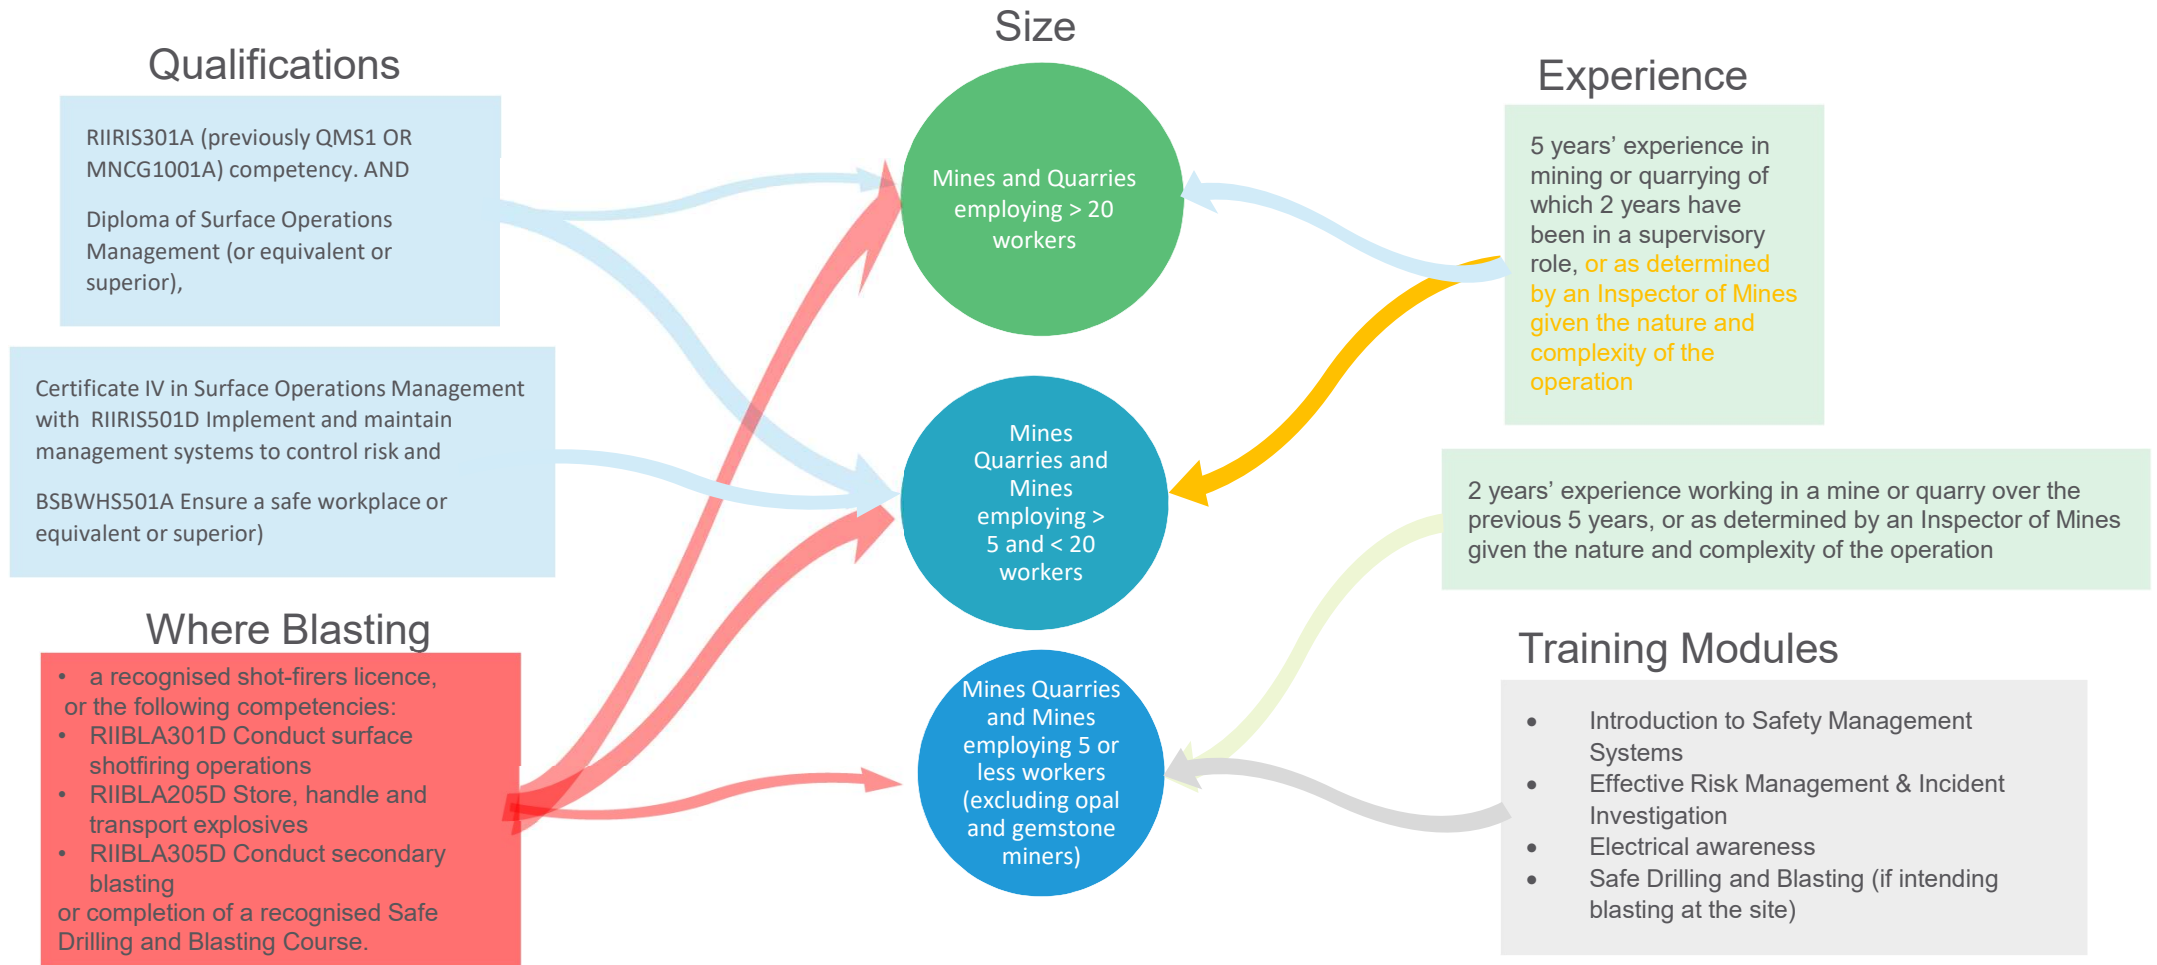 Size
Qualifications
RIIRIS301A (previously QMS1 OR
MNCG1001A) competency. AND
Diploma of Surface Operations
Management (or equivalent or
superior),
Certificate IV in Surface Operations Management
with  RIIRIS501D Implement and maintain
management systems to control risk and
BSBWHS501A Ensure a safe workplace or
equivalent or superior)
Where Blasting
• a recognised shot-firers licence,
or the following competencies:
• RIIBLA301D Conduct surface
shotfiring operations
• RIIBLA205D Store, handle and
transport explosives
• RIIBLA305D Conduct secondary
blasting
or completion of a recognised Safe
Drilling and Blasting Course.
Mines and Quarries
employing > 20
workers
Mines
Quarries and
Mines
employing >
5 and < 20
workers
Mines Quarries
and Mines
employing 5 or
less workers
(excluding opal
and gemstone
miners)
Experience
5 years’ experience in
mining or quarrying of
which 2 years have
been in a supervisory
role, or as determined
by an Inspector of Mines
given the nature and
complexity of the
operation
2 years’ experience working in a mine or quarry over the
previous 5 years, or as determined by an Inspector of Mines
given the nature and complexity of the operation
Training Modules
• Introduction to Safety Management
Systems
• Effective Risk Management & Incident
Investigation
• Electrical awareness
• Safe Drilling and Blasting (if intending
blasting at the site)